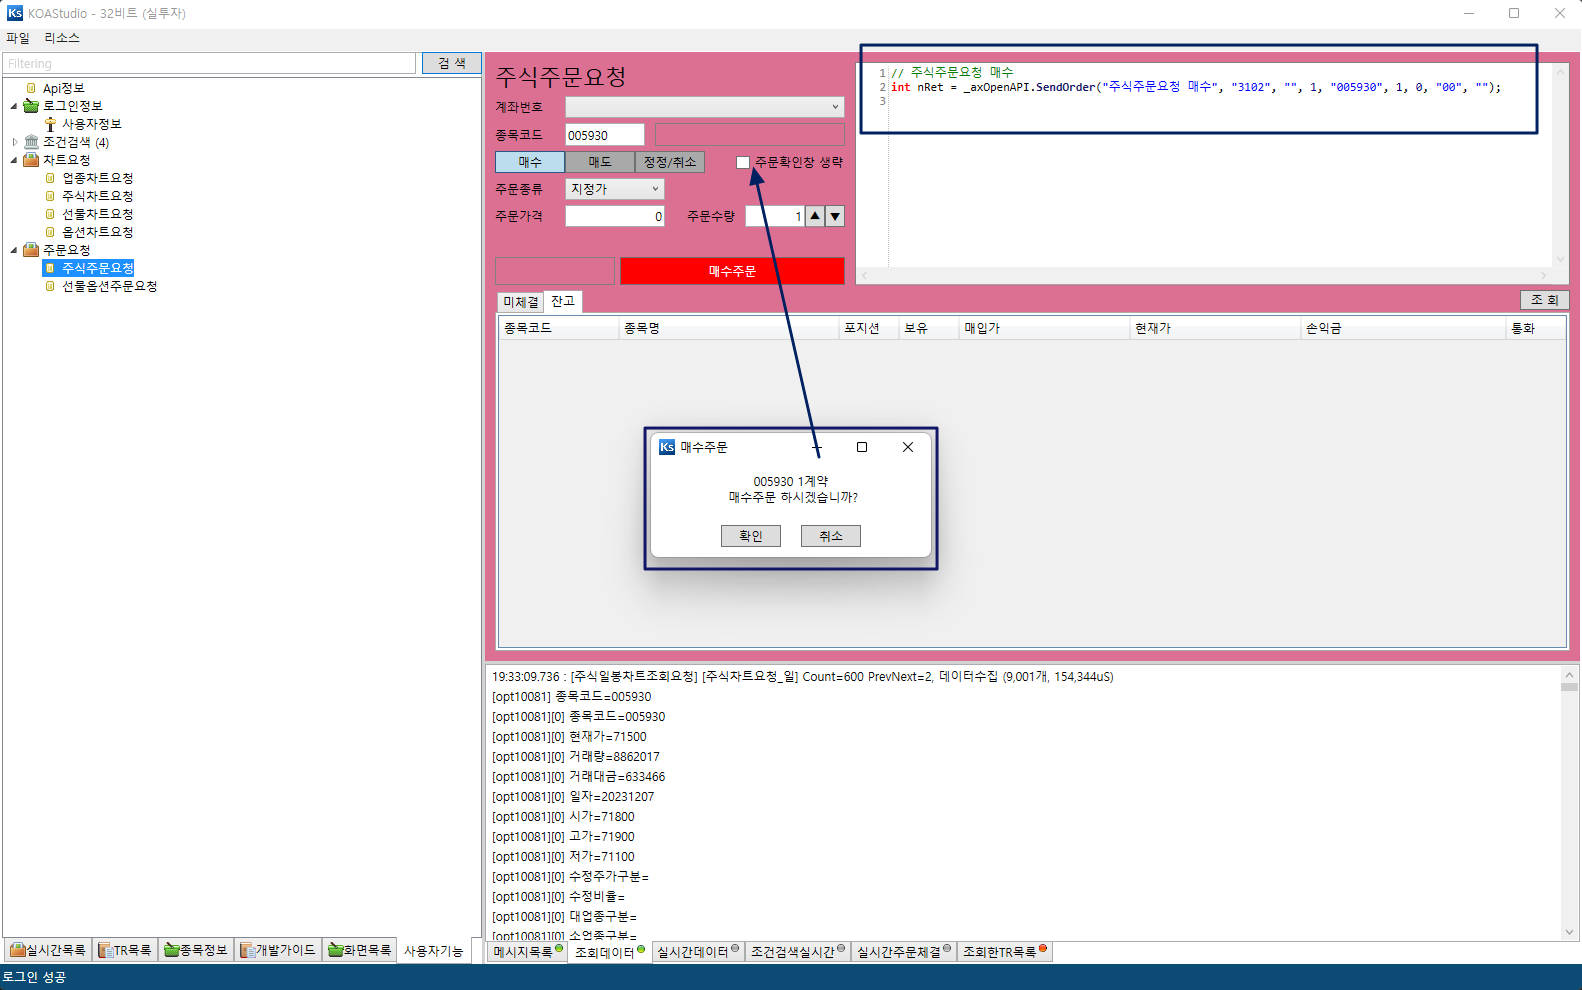 Ks KOAStudio - 32비트 (실투자)
파일 리소스
Filtering 검 색
Api정보
로그인정보
사용자정보
조건검색 (4)
차트요청
업종차트요청
주식차트요청
선물차트요청
옵션차트요청
주문요청
주식주문요청
선물옵션주문요청
주식주문요청
계좌번호
종목코드 005930
매수 매도 정정/취소 주문확인창 생략
주문종류 지정가
주문가격 0 주문수량 1
매수주문
1 // 주식주문요청 매수
2 int nRet = _axOpenAPI.SendOrder("주식주문요청 매수", "3102", "", 1, "005930", 1, 0, "00", "");
3
미체결 잔고 조 회
종목코드 종목명 포지션 보유 매입가 현재가 손익금 통화
Ks 매수주문
005930 1계약
매수주문 하시겠습니까?
확인 취소
19:33:09.736 : [주식일봉차트조회요청] [주식차트요청_일] Count=600 PrevNext=2, 데이터수집 (9,001개, 154,344uS)
[opt10081] 종목코드=005930
[opt10081][0] 종목코드=005930
[opt10081][0] 현재가=71500
[opt10081][0] 거래량=8862017
[opt10081][0] 거래대금=633466
[opt10081][0] 일자=20231207
[opt10081][0] 시가=71800
[opt10081][0] 고가=71900
[opt10081][0] 저가=71100
[opt10081][0] 수정주가구분=
[opt10081][0] 수정비율=
[opt10081][0] 대업종구분=
[opt10081][0] 소업종구분=
실시간목록 TR목록 종목정보 개발가이드 화면목록 사용자기능
메시지목록 조회데이터 실시간데이터 조건검색실시간 실시간주문체결 조회한TR목록
로그인 성공